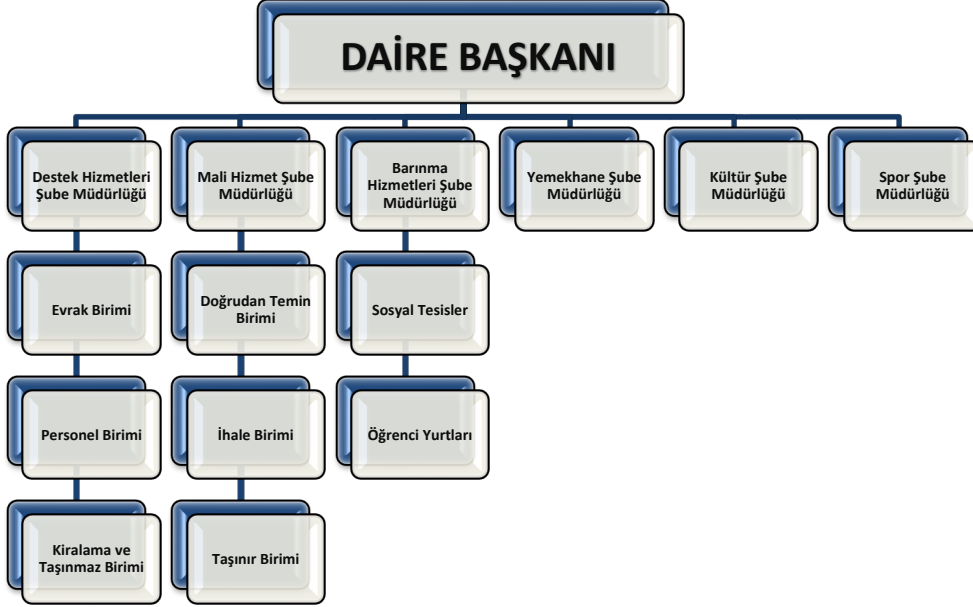 DAİRE BAŞKANI
Destek Hizmetleri
Şube Müdürlüğü
Mali Hizmet Şube
Müdürlüğü
Barınma
Hizmetleri Şube
Müdürlüğü
Yemekhane Şube
Müdürlüğü
Kültür Şube
Müdürlüğü
Spor Şube
Müdürlüğü
Evrak Birimi
Doğrudan Temin
Birimi
Sosyal Tesisler
Personel Birimi
İhale Birimi
Öğrenci Yurtları
Kiralama ve
Taşınmaz Birimi
Taşınır Birimi